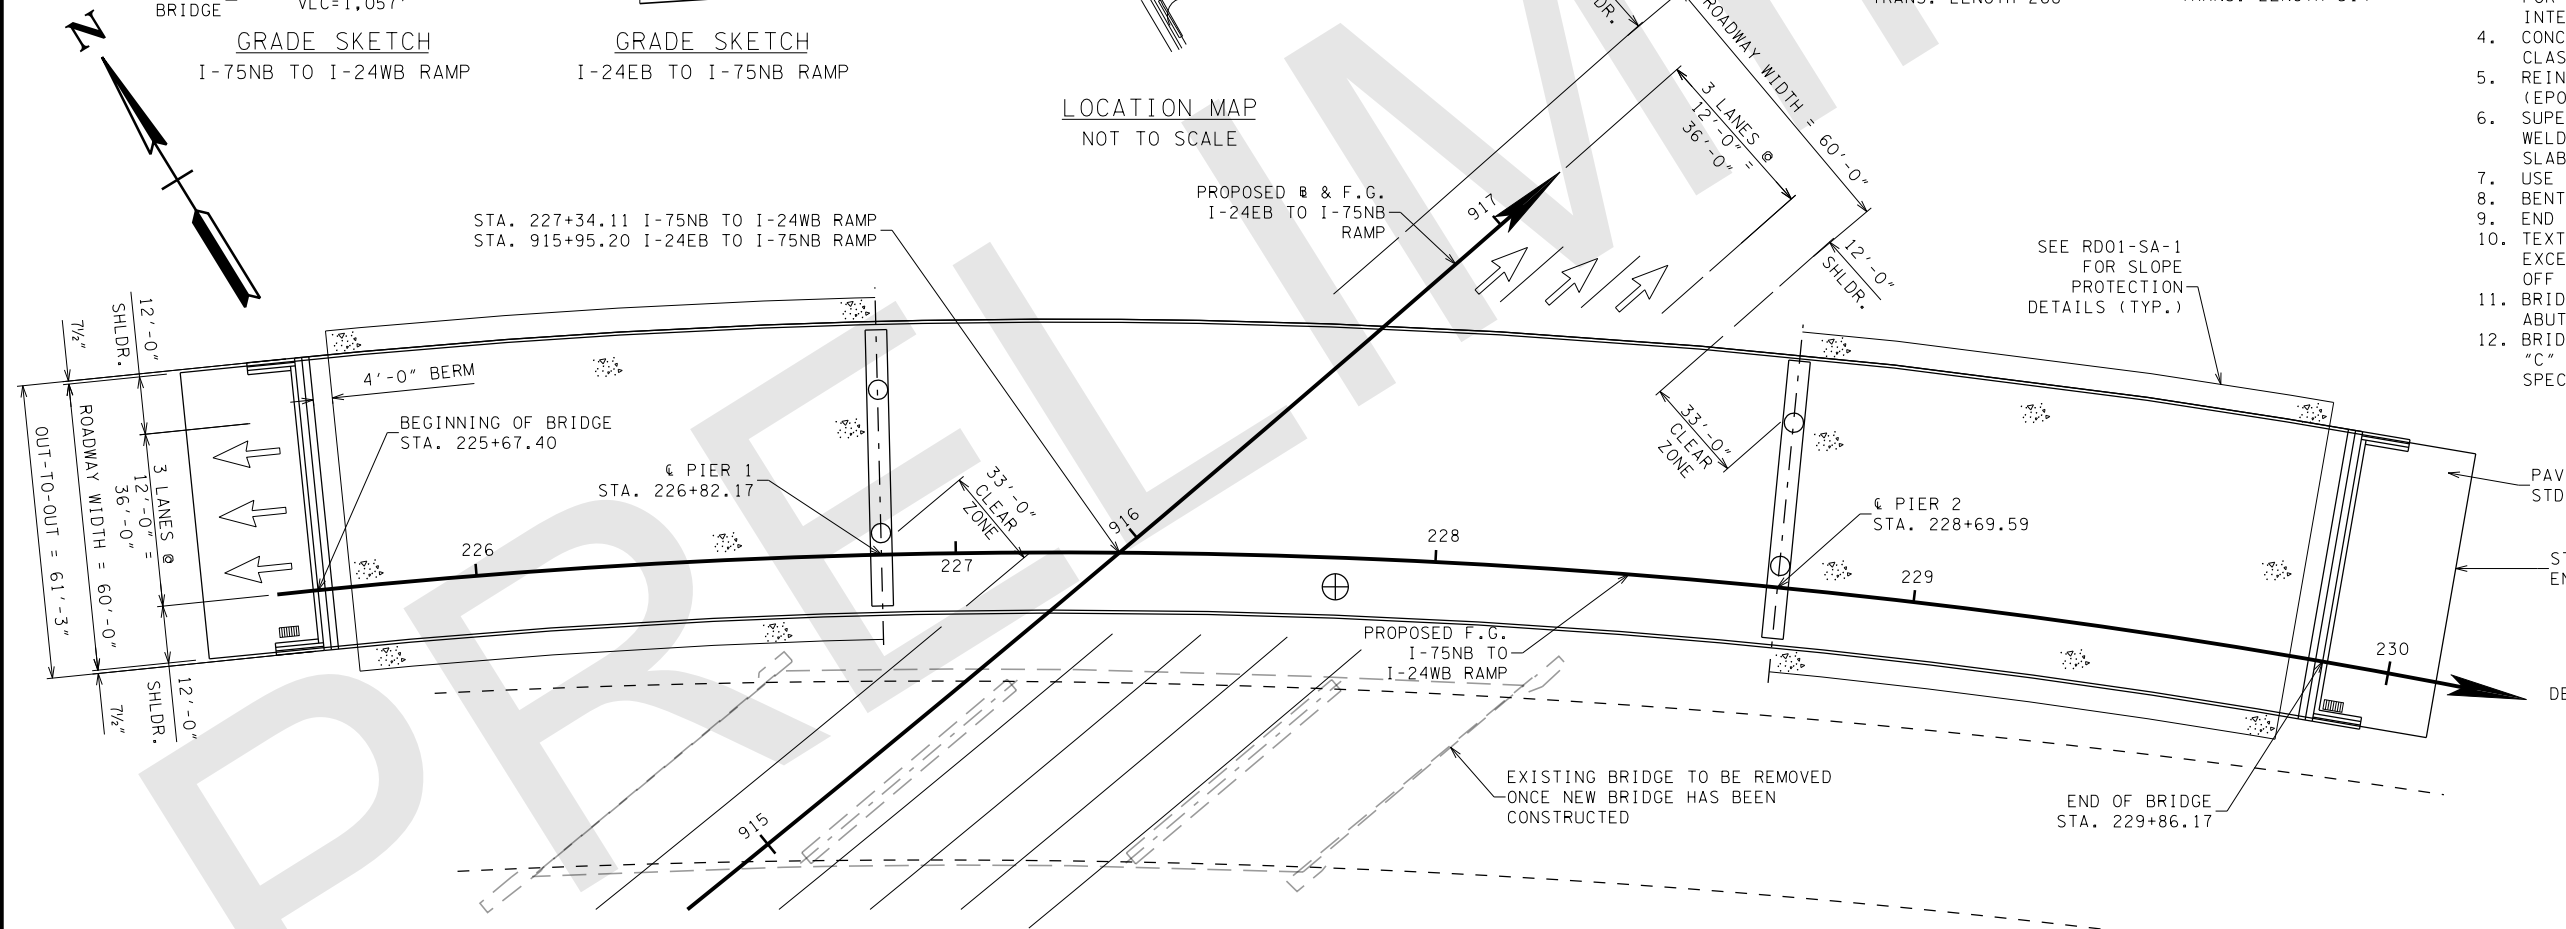 BRIDGE
VLC=1,057'
GRADE SKETCH
I-75NB TO I-24WB RAMP
GRADE SKETCH
I-24EB TO I-75NB RAMP
N
LOCATION MAP
NOT TO SCALE
ROADWAY WIDTH = 60'-0"
3 LANES @
12'-0" =
36'-0"
12'-0"
SHLDR.
PROPOSED ⅊ & F.G.
I-24EB TO I-75NB
RAMP
917
STA. 227+34.11 I-75NB TO I-24WB RAMP
STA. 915+95.20 I-24EB TO I-75NB RAMP
SEE RD01-SA-1
FOR SLOPE
PROTECTION
DETAILS (TYP.)
INTE
4. CONC
CLAS
5. REIN
(EPO
6. SUPE
WELD
SLAB
7. USE
8. BENT
9. END
10. TEXT
EXCE
OFF
11. BRID
ABUT
12. BRID
"C"
SPEC
7½"
12'-0"
SHLDR.
4'-0" BERM
BEGINNING OF BRIDGE
STA. 225+67.40
OUT-TO-OUT = 61'-3"
ROADWAY WIDTH = 60'-0"
3 LANES @
12'-0" =
36'-0"
12'-0"
SHLDR.
7½"
℄ PIER 1
STA. 226+82.17
33'-0"
CLEAR
ZONE
33'-0"
CLEAR
ZONE
℄ PIER 2
STA. 228+69.59
PAV
STD
226
227
916
228
229
230
915
PROPOSED F.G.
I-75NB TO
I-24WB RAMP
EXISTING BRIDGE TO BE REMOVED
ONCE NEW BRIDGE HAS BEEN
CONSTRUCTED
END OF BRIDGE
STA. 229+86.17
ST
EN
DE